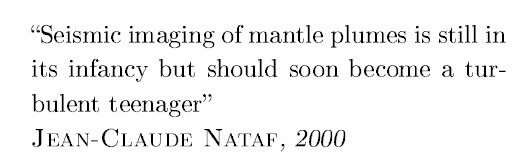 “Seismic imaging of mantle plumes is still in
its infancy but should soon become a tur-
bulent teenager”
JEAN-CLAUDE NATAF, 2000